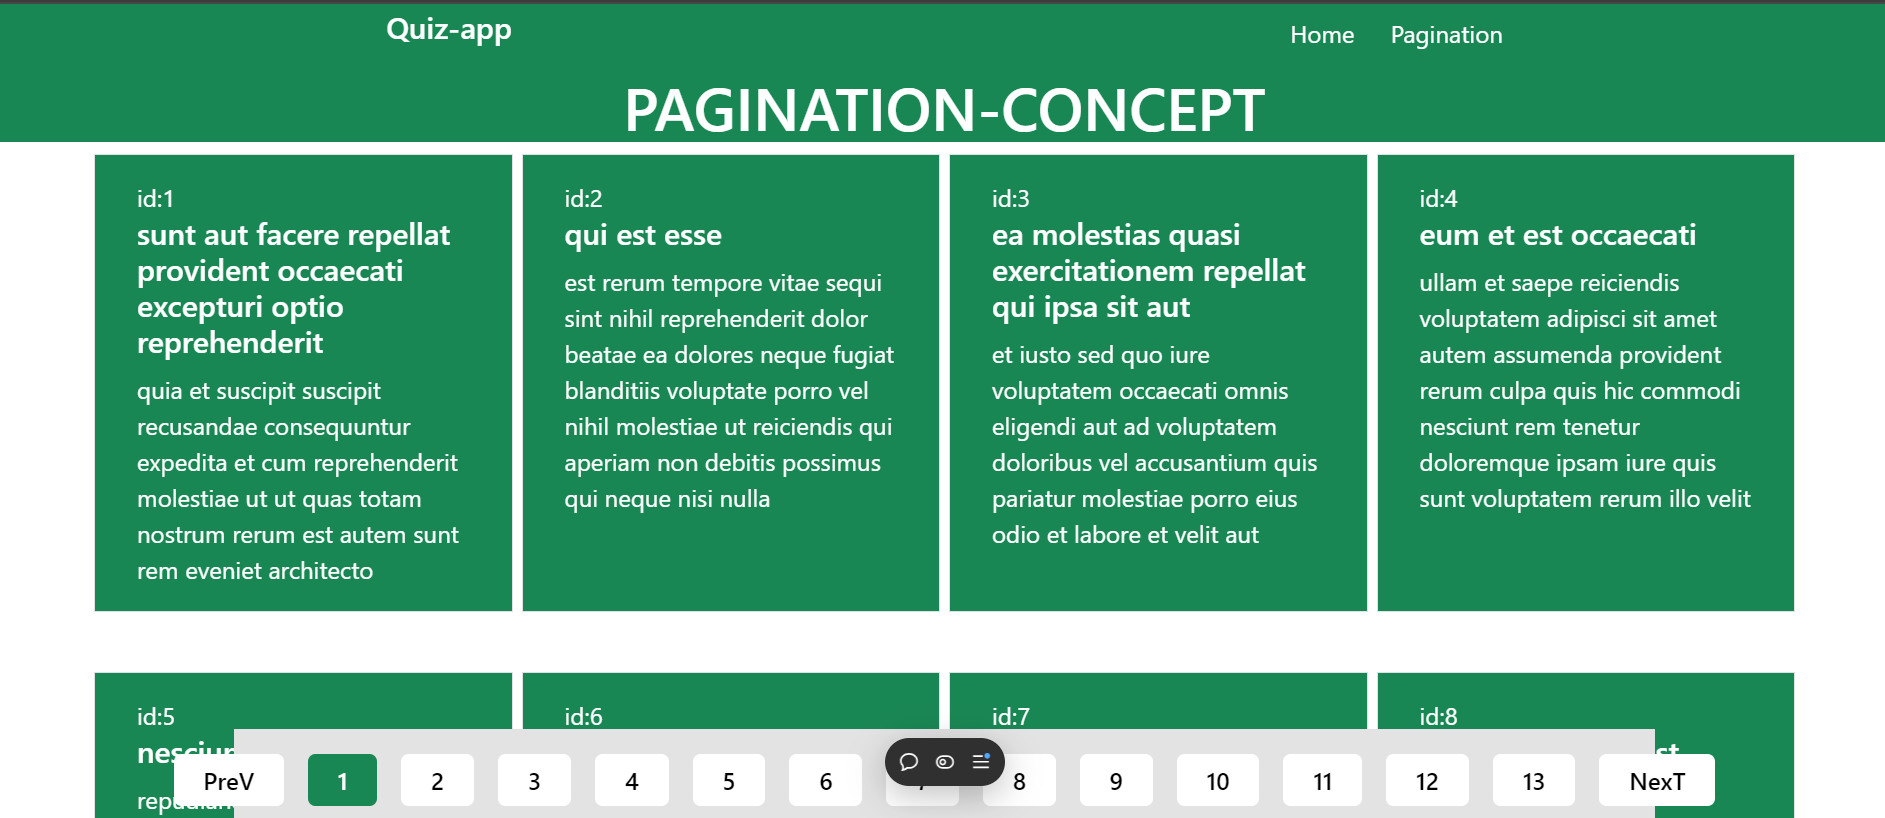 Quiz-app
Home
Pagination
PAGINATION-CONCEPT
id:1
sunt aut facere repellat
provident occaecati
excepturi optio
reprehenderit
quia et suscipit suscipit
recusandae consequuntur
expedita et cum reprehenderit
molestiae ut ut quas totam
nostrum rerum est autem sunt
rem eveniet architecto
id:2
qui est esse
est rerum tempore vitae sequi
sint nihil reprehenderit dolor
beatae ea dolores neque fugiat
blanditiis voluptate porro vel
nihil molestiae ut reiciendis qui
aperiam non debitis possimus
qui neque nisi nulla
id:3
ea molestias quasi
exercitationem repellat
qui ipsa sit aut
et iusto sed quo iure
voluptatem occaecati omnis
eligendi aut ad voluptatem
doloribus vel accusantium quis
pariatur molestiae porro eius
odio et labore et velit aut
id:4
eum et est occaecati
ullam et saepe reiciendis
voluptatem adipisci sit amet
autem assumenda provident
rerum culpa quis hic commodi
nesciunt rem tenetur
doloremque ipsam iure quis
sunt voluptatem rerum illo velit
id:5
id:6
id:7
id:8
PreV
1
2
3
4
5
6
8
9
10
11
12
13
NexT